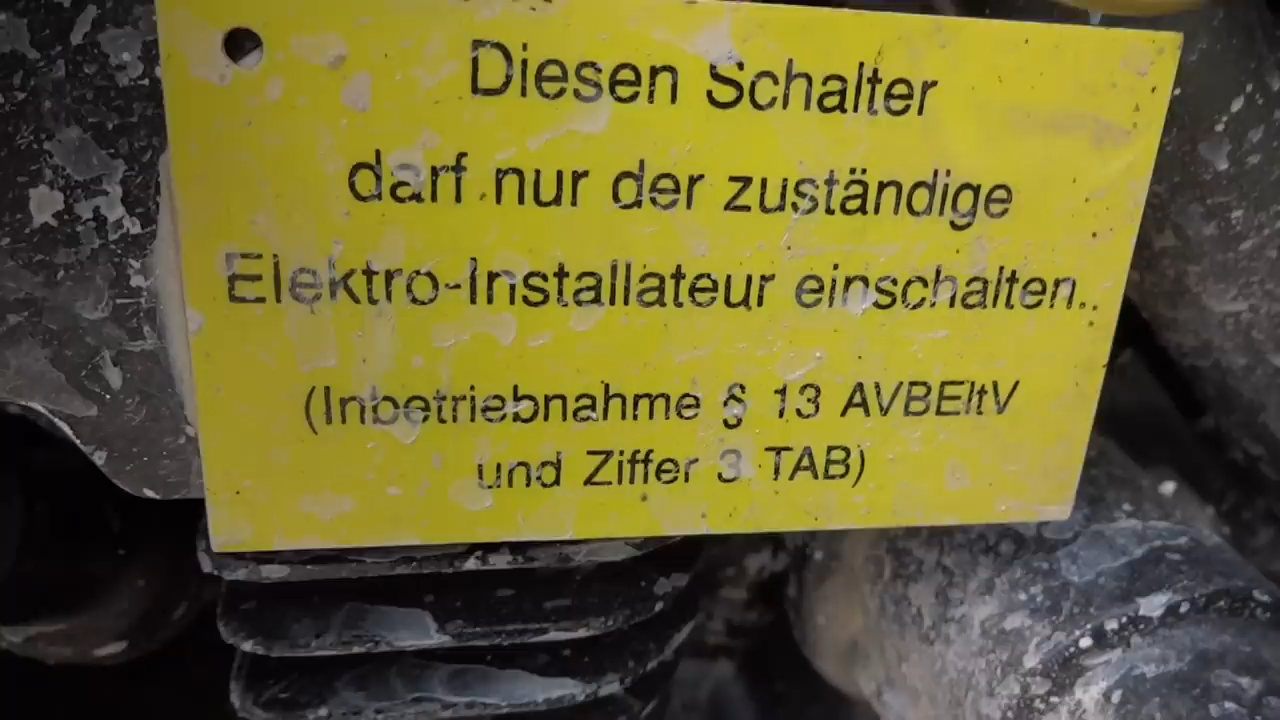 Diesen Schalter
darf nur der zuständige
Elektro-Installateur einschalten..
(Inbetriebnahme § 13 AVBEltV
und Ziffer 3 TAB)